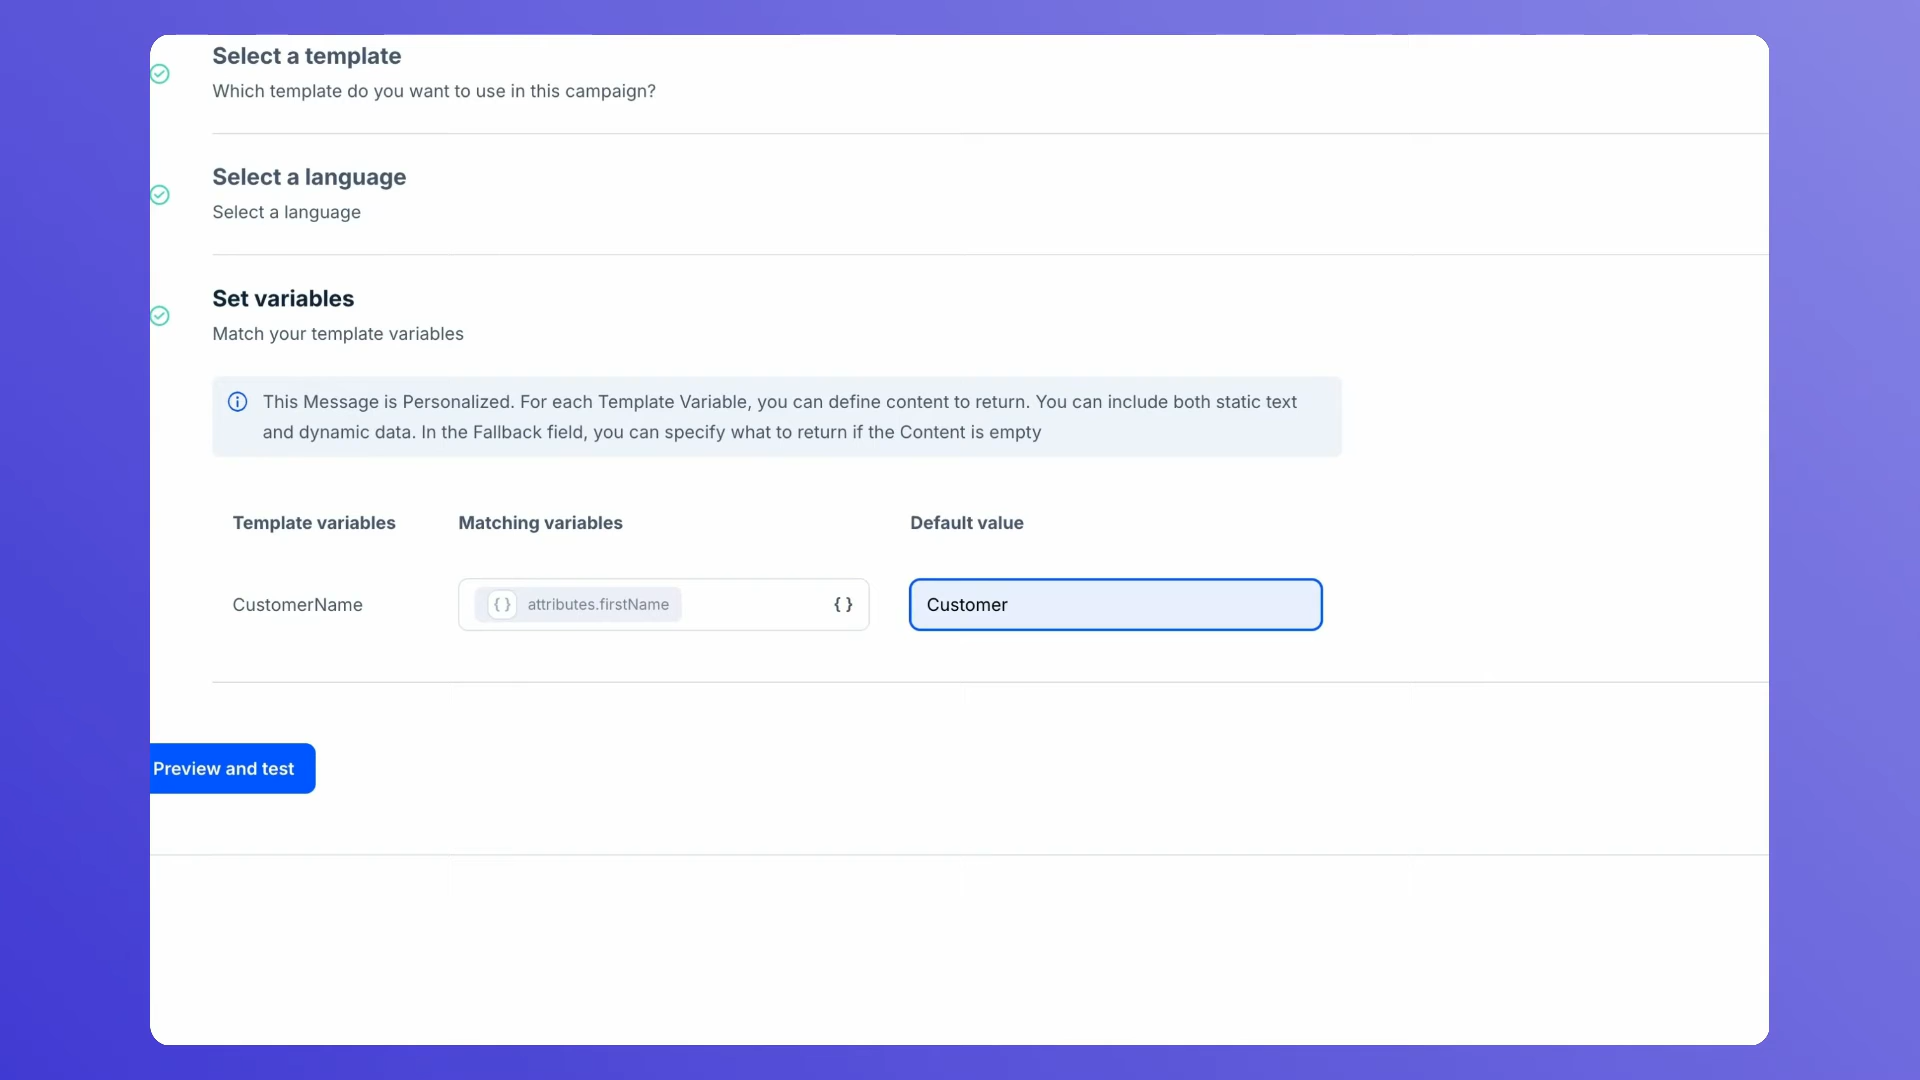 Select a template
Which template do you want to use in this campaign?
Select a language
Select a language
Set variables
Match your template variables
This Message is Personalized. For each Template Variable, you can define content to return. You can include both static text
and dynamic data. In the Fallback field, you can specify what to return if the Content is empty
Template variables Matching variables Default value
CustomerName { } attributes.firstName { } Customer
Preview and test